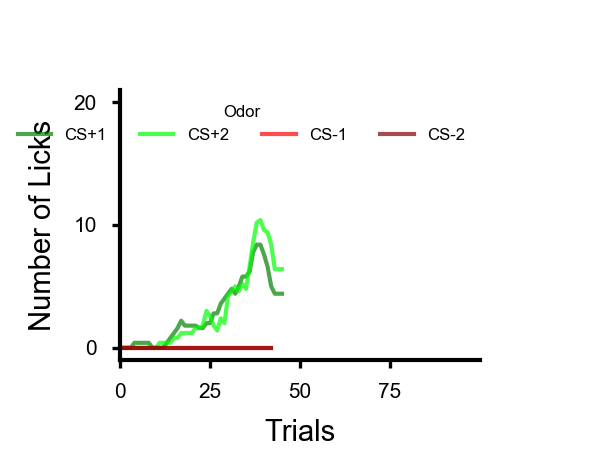 20
Odor
CS+1 CS+2 CS-1 CS-2
Number of Licks
10
0
0 25 50 75
Trials